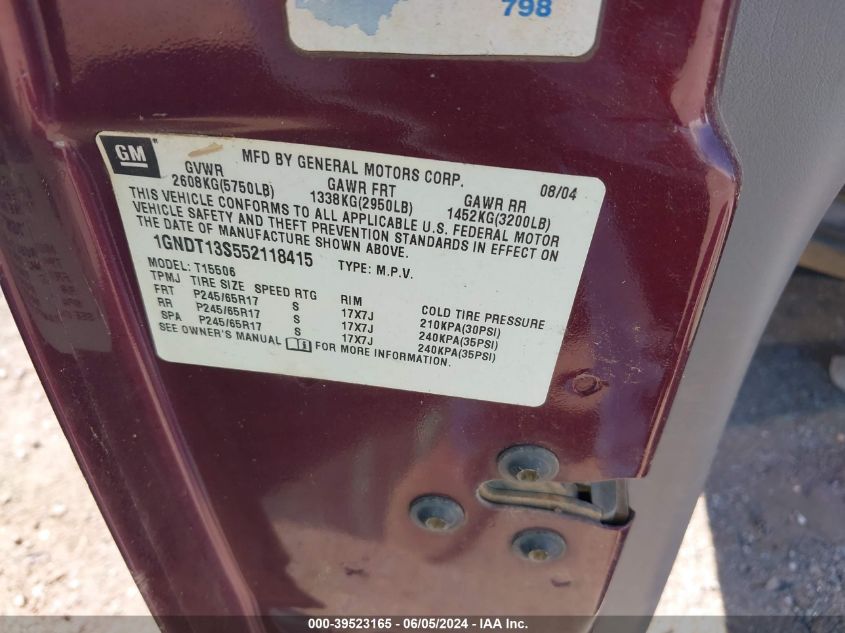 798
GM
MFD BY GENERAL MOTORS CORP. 08/04
GVWR GAWR FRT GAWR RR
2608KG(5750LB) 1338KG(2950LB) 1452KG(3200LB)
THIS VEHICLE CONFORMS TO ALL APPLICABLE U.S. FEDERAL MOTOR
VEHICLE SAFETY AND THEFT PREVENTION STANDARDS IN EFFECT ON
THE DATE OF MANUFACTURE SHOWN ABOVE.
1GNDT13S552118415 TYPE: M.P.V.
MODEL: T15506
TPMJ TIRE SIZE SPEED RTG RIM COLD TIRE PRESSURE
FRT P245/65R17 S 17X7J 210KPA(30PSI)
RR P245/65R17 S 17X7J 240KPA(35PSI)
SPA P245/65R17 S 17X7J 240KPA(35PSI)
SEE OWNER'S MANUAL FOR MORE INFORMATION.
000-39523165 - 06/05/2024 - IAA Inc.